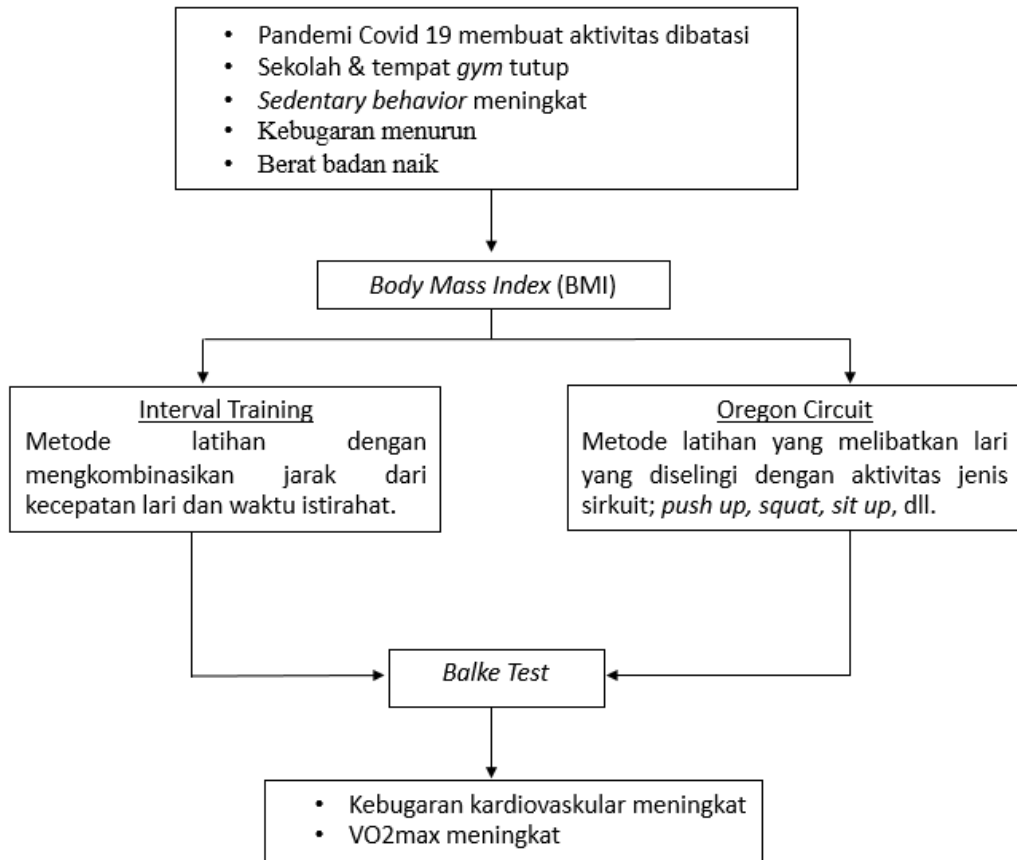 • Pandemi Covid 19 membuat aktivitas dibatasi
• Sekolah & tempat gym tutup
• Sedentary behavior meningkat
• Kebugaran menurun
• Berat badan naik
Body Mass Index (BMI)
Interval Training
Metode latihan dengan
mengkombinasikan jarak dari
kecepatan lari dan waktu istirahat.
Oregon Circuit
Metode latihan yang melibatkan lari
yang diselingi dengan aktivitas jenis
sirkuit; push up, squat, sit up, dll.
Balke Test
• Kebugaran kardiovaskular meningkat
• VO2max meningkat